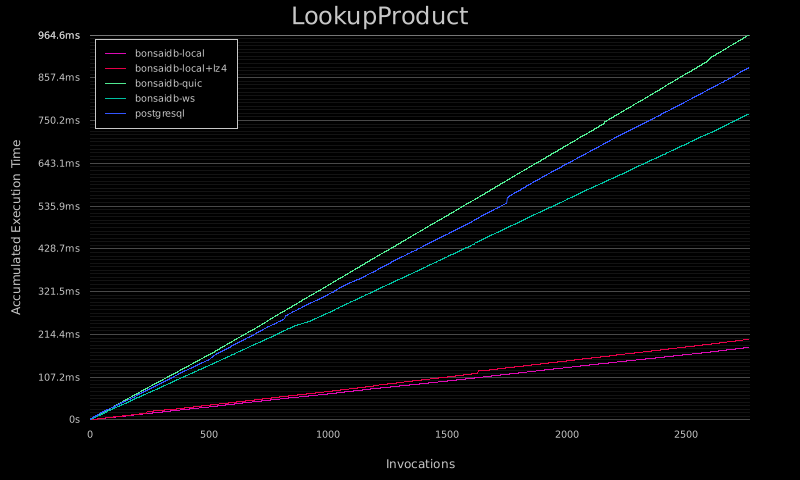 LookupProduct
964.6ms
857.4ms
750.2ms
643.1ms
535.9ms
428.7ms
321.5ms
214.4ms
107.2ms
0s
Accumulated Execution Time
bonsaidb-local
bonsaidb-local+lz4
bonsaidb-quic
bonsaidb-ws
postgresql
0 500 1000 1500 2000 2500
Invocations